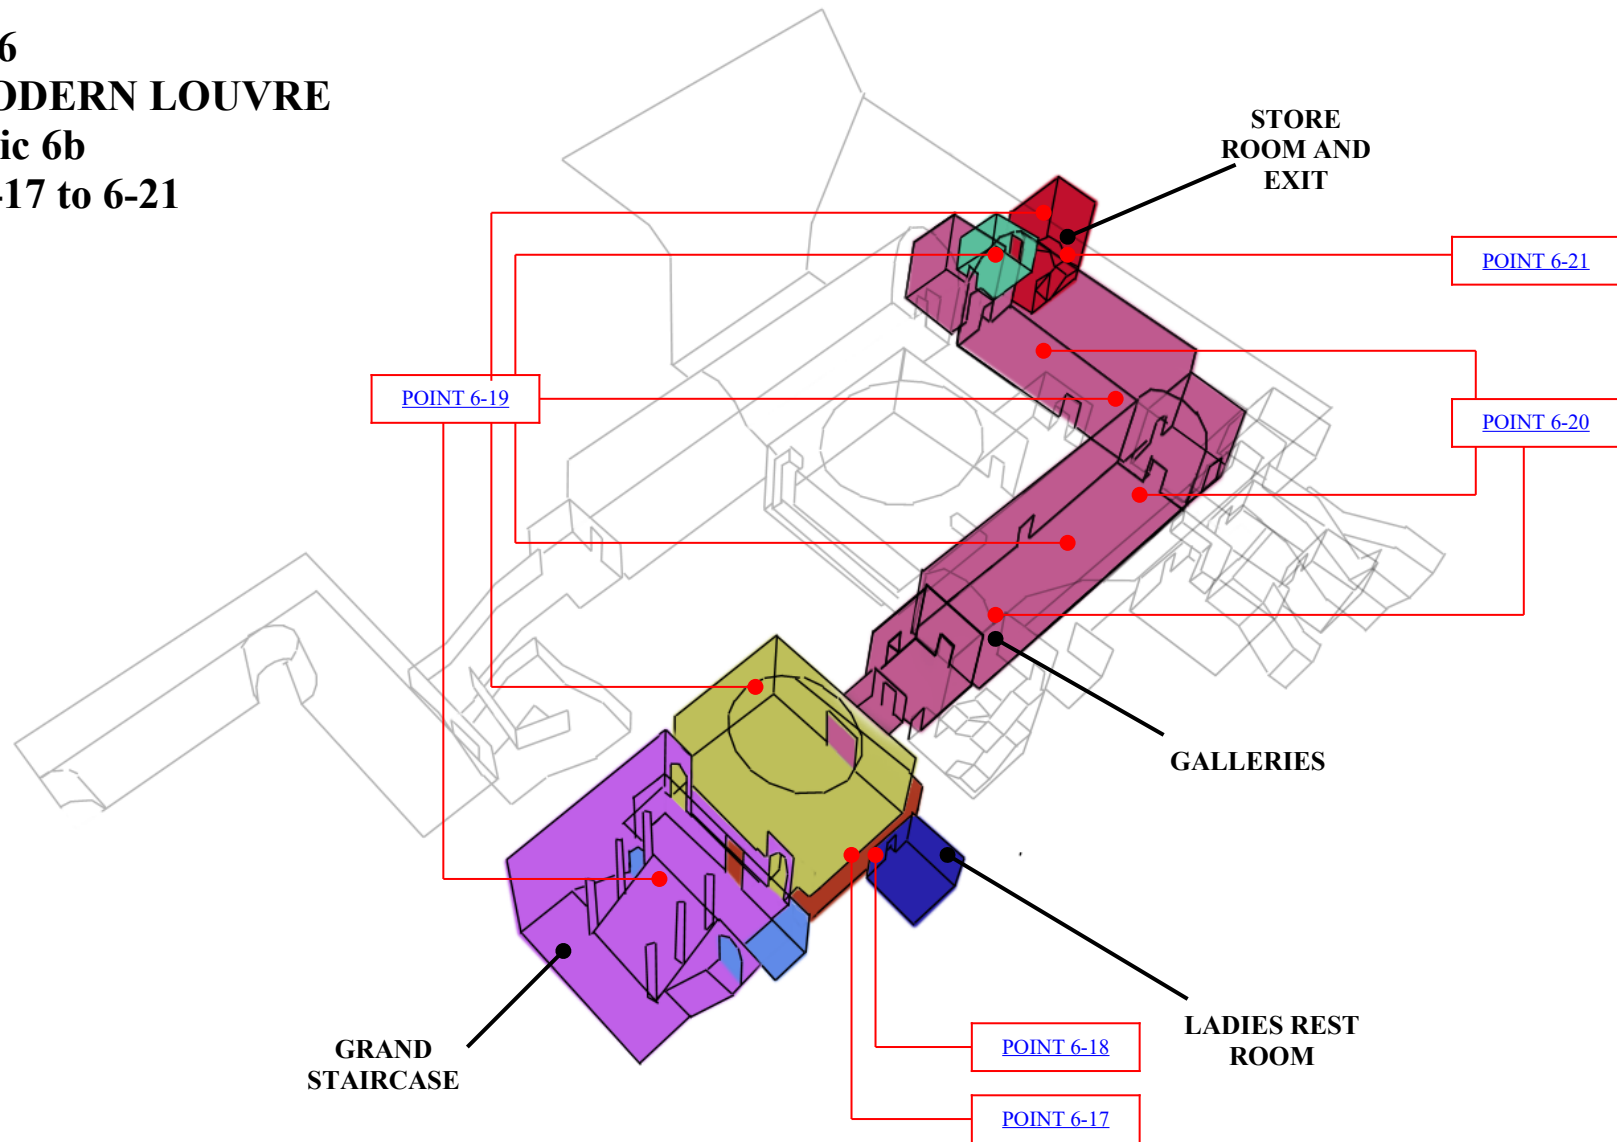 6
ODERN LOUVRE
ic 6b
-17 to 6-21
STORE
ROOM AND
EXIT
POINT 6-21
POINT 6-19
POINT 6-20
GALLERIES
LADIES REST
ROOM
POINT 6-18
GRAND
STAIRCASE
POINT 6-17